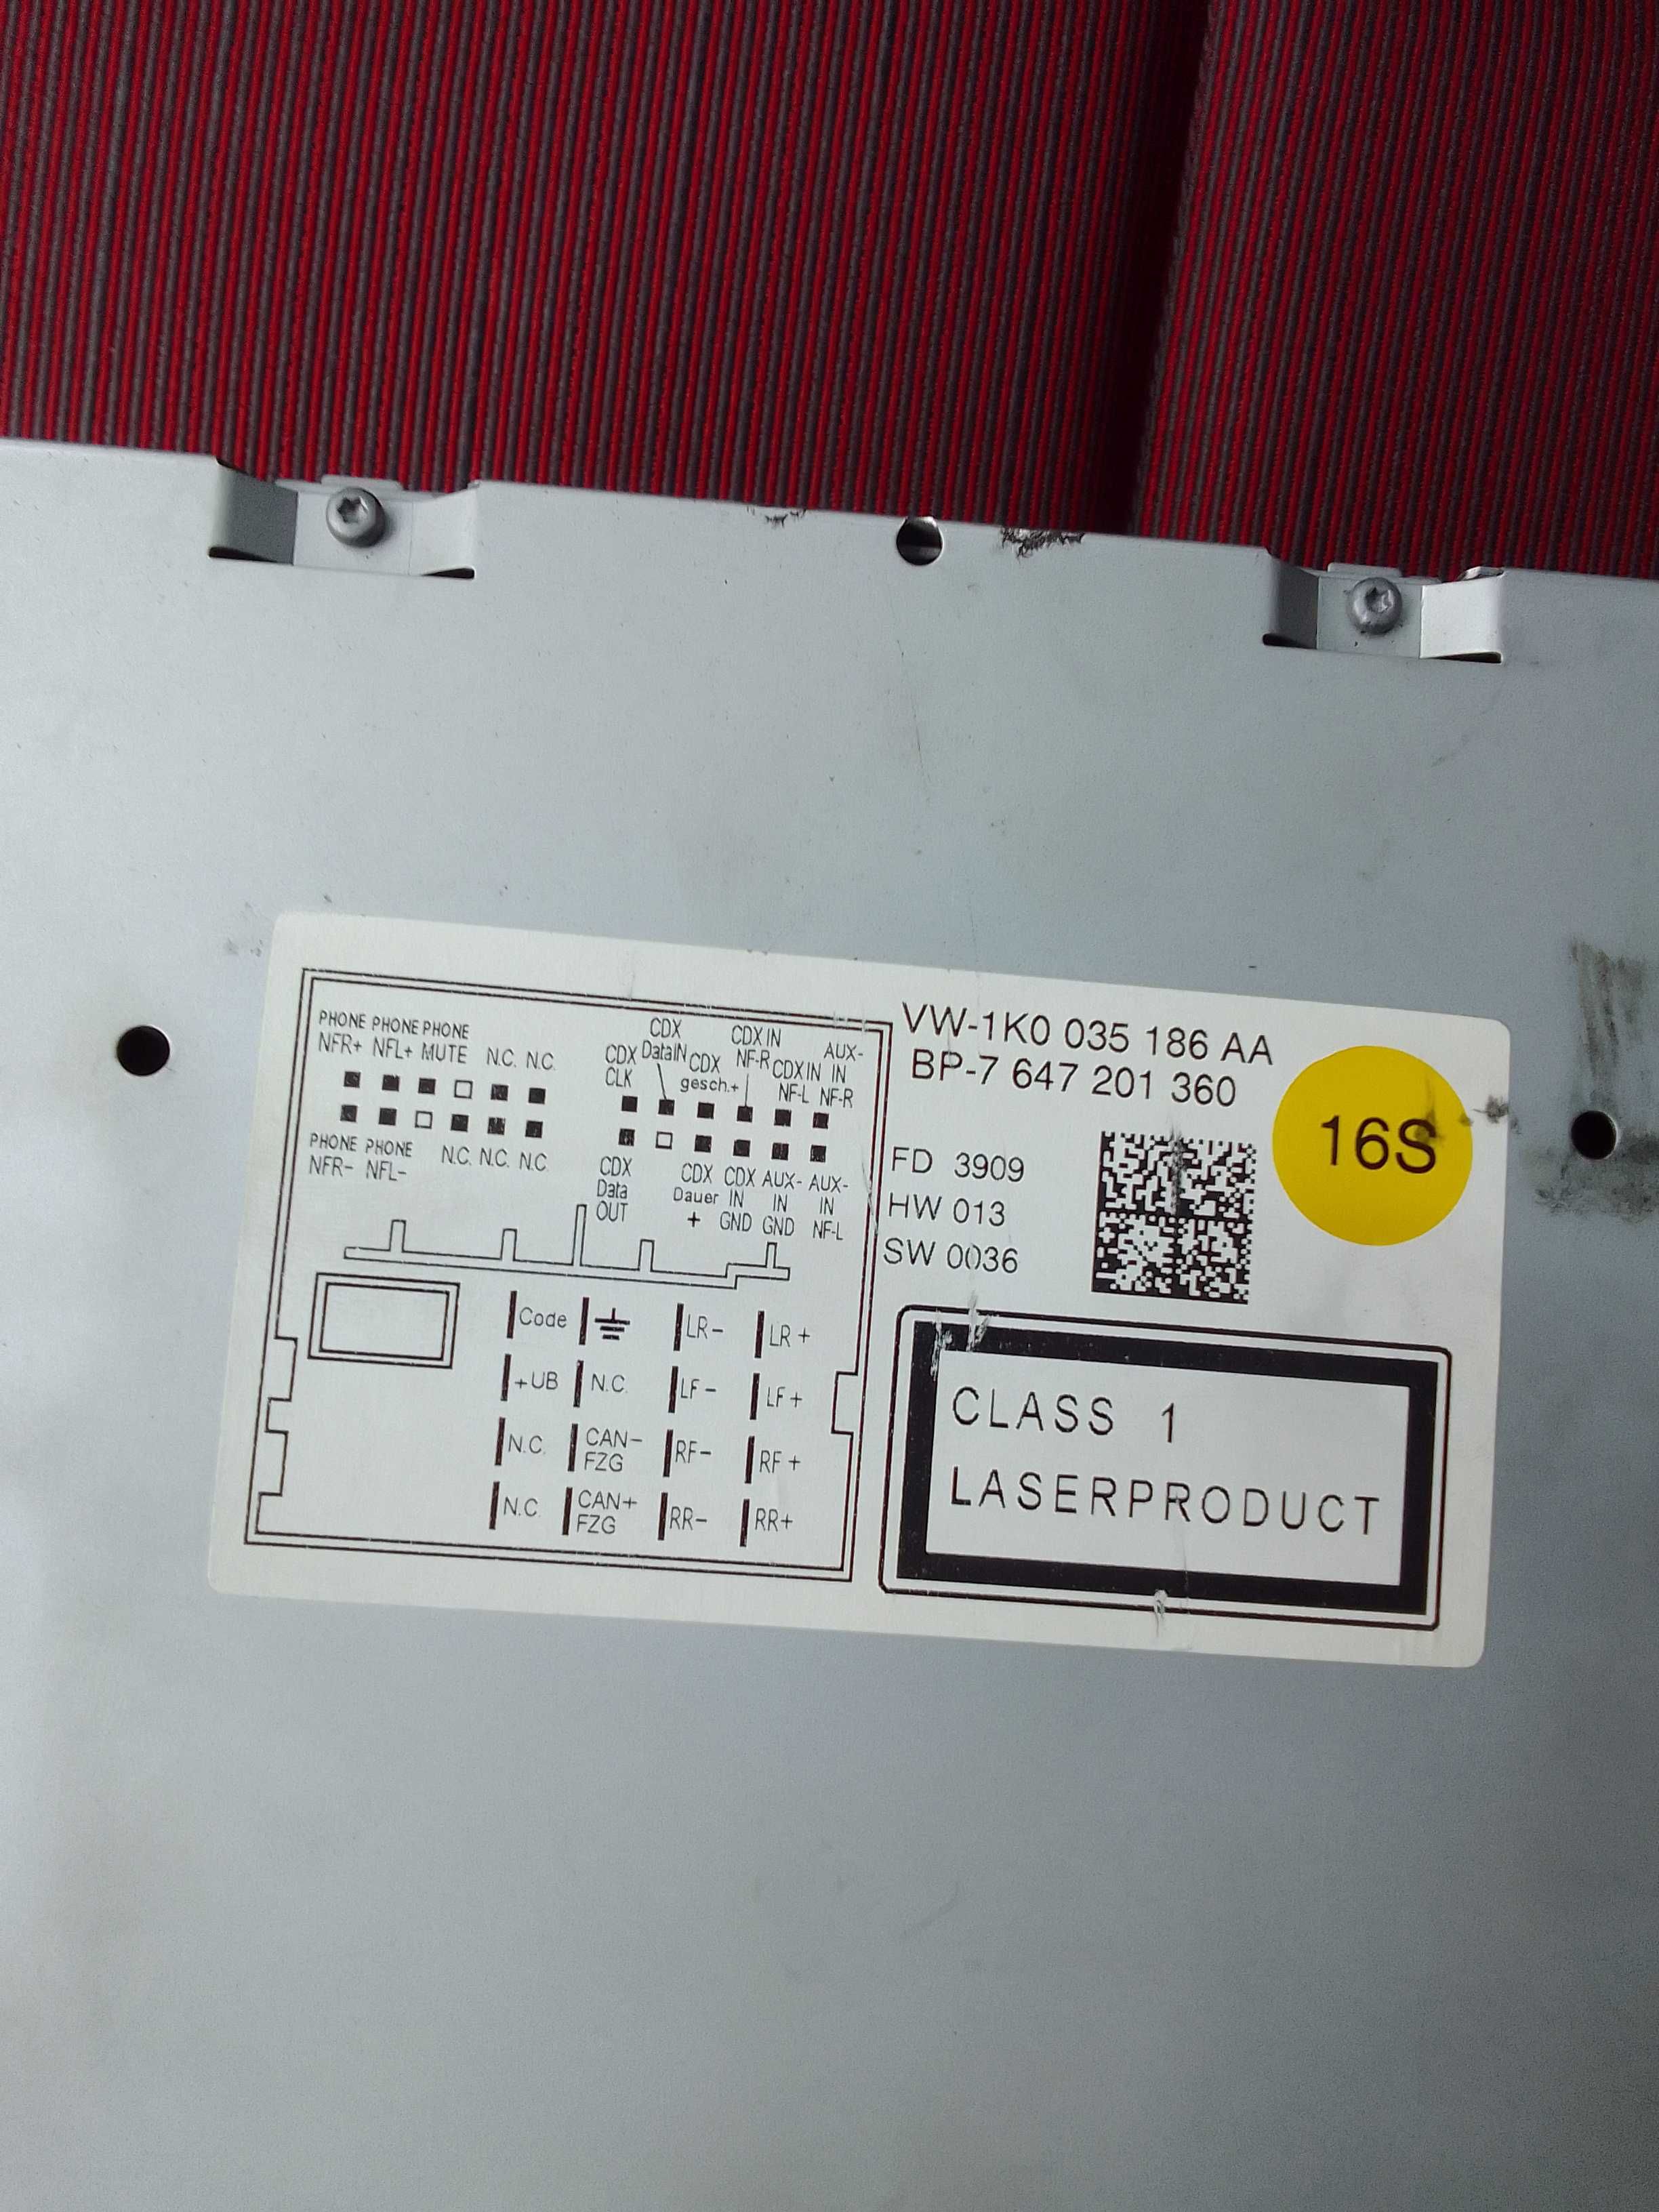 PHONE PHONE PHONE
NFR+ NFL+ MUTE N.C. N.C.
PHONE PHONE
NFR- NFL- N.C. N.C. N.C.
CDX
CLK
CDX
DataIN
CDX
gesch.+
CDX IN
NF-R
CDX IN
NF-L
AUX-
IN
NF-R
CDX
Data
OUT
CDX
Dauer
+
CDX
IN
GND
AUX-
IN
GND
AUX-
IN
NF-L
Code LR- LR+
+UB N.C. LF- LF+
N.C. CAN- FZG RF- RF+
N.C. CAN+ FZG RR- RR+
VW-1K0 035 186 AA
BP-7 647 201 360
FD 3909
HW 013
SW 0036
16S
CLASS 1
LASERPRODUCT